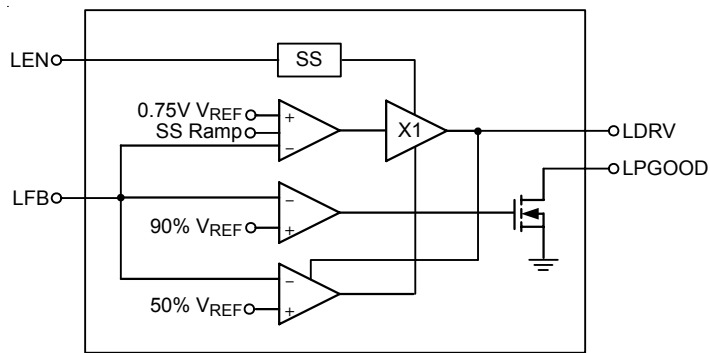 LEN
SS
0.75V VREF
+
SS Ramp
−
X1
LDRV
LPGOOD
LFB
−
90% VREF
+
−
50% VREF
+